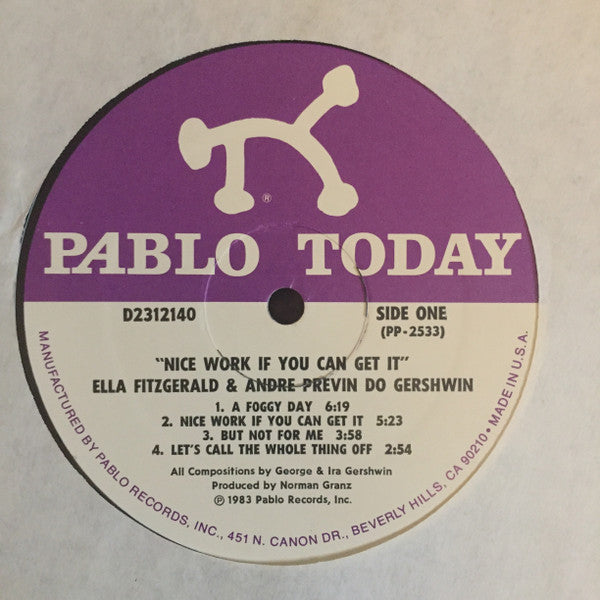 ®
PABLO TODAY
D2312140
SIDE ONE
(PP-2533)
"NICE WORK IF YOU CAN GET IT"
ELLA FITZGERALD & ANDRE PREVIN DO GERSHWIN
1. A FOGGY DAY 6:19
2. NICE WORK IF YOU CAN GET IT 5:23
3. BUT NOT FOR ME 3:58
4. LET'S CALL THE WHOLE THING OFF 2:54
All Compositions by George & Ira Gershwin
Produced by Norman Granz
℗ 1983 Pablo Records, Inc.
MANUFACTURED BY PABLO RECORDS, INC., 451 N. CANON DR., BEVERLY HILLS, CA 90210 • MADE IN U.S.A.